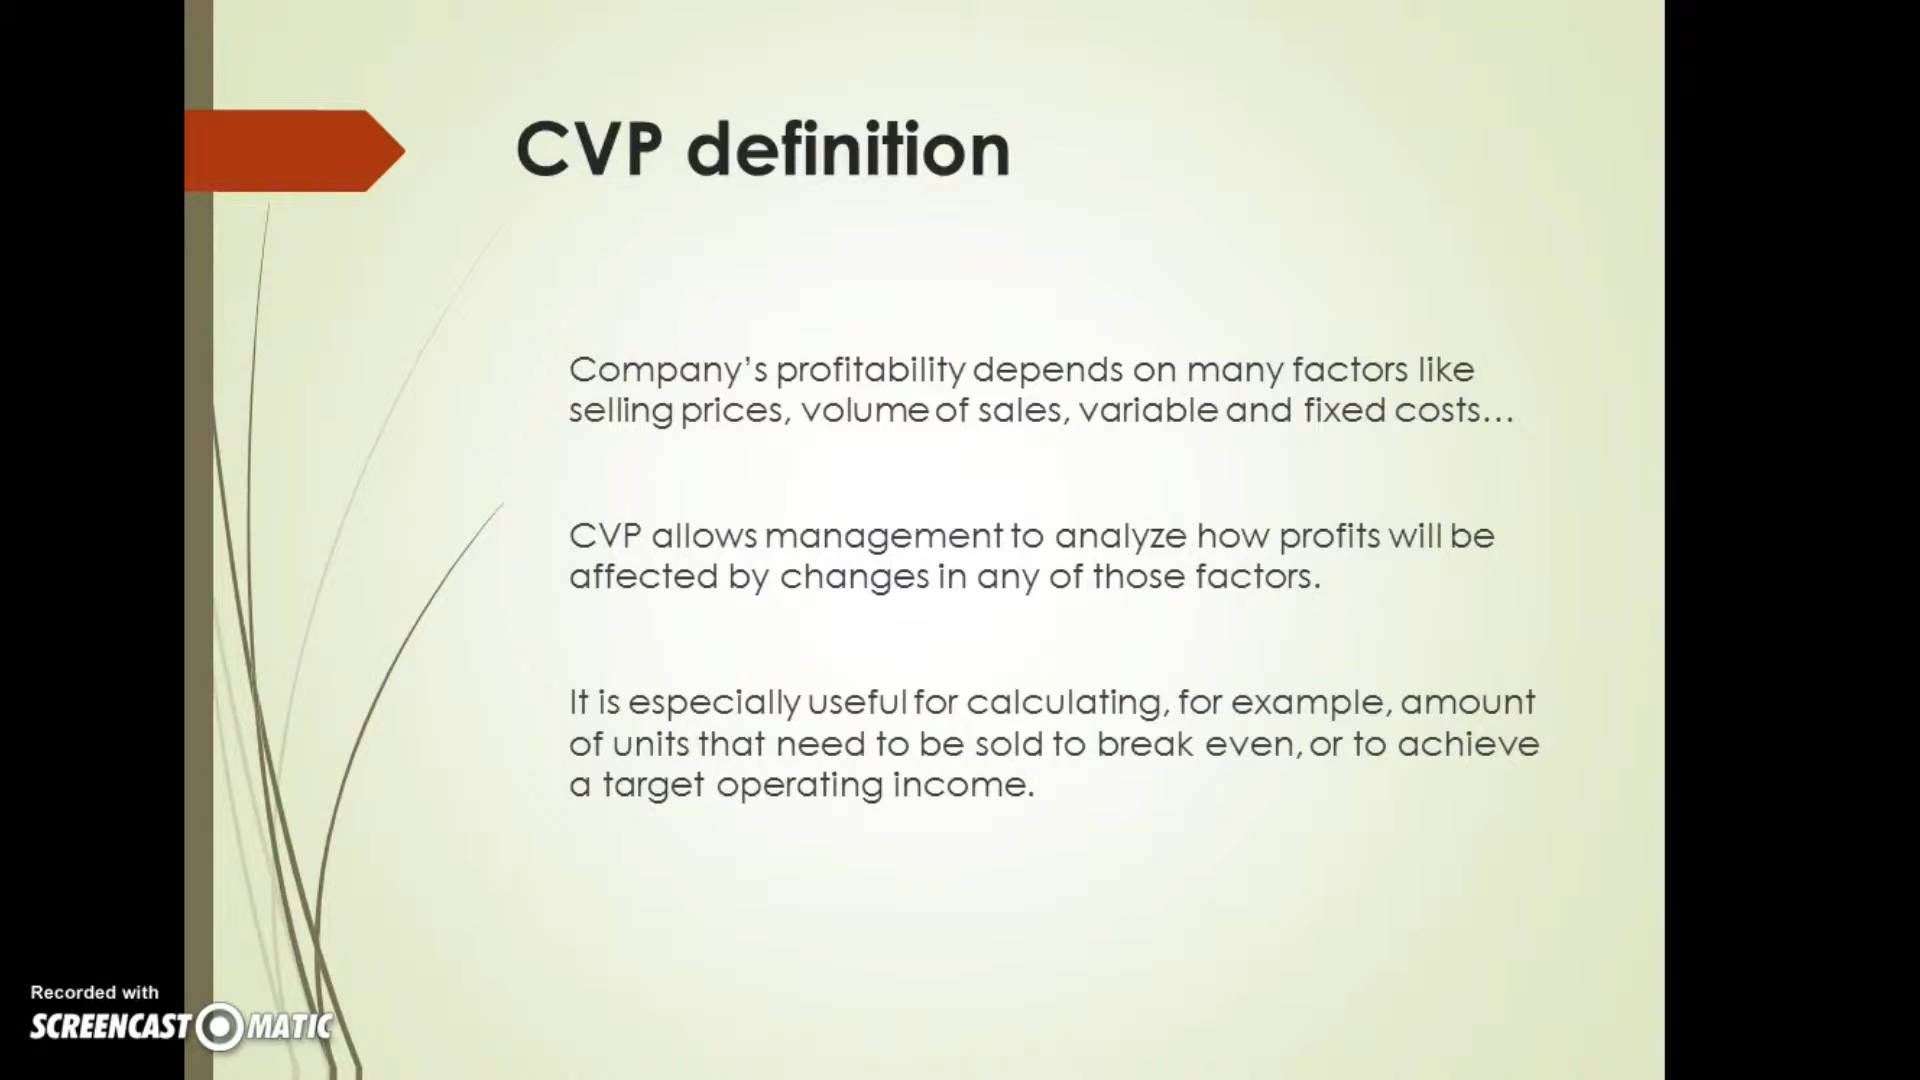 CVP definition
Company’s profitability depends on many factors like
selling prices, volume of sales, variable and fixed costs…
CVP allows management to analyze how profits will be
affected by changes in any of those factors.
It is especially useful for calculating, for example, amount
of units that need to be sold to break even, or to achieve
a target operating income.
Recorded with
SCREENCAST MATIC